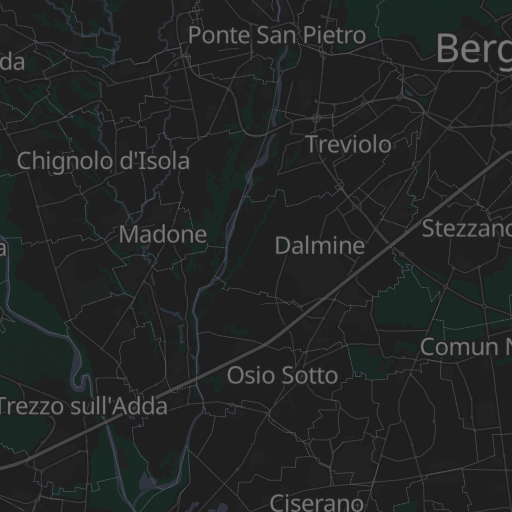 Ponte San Pietro
Berg
da
Treviolo
Chignolo d'Isola
Stezzano
Madone
Dalmine
a
Comun N
Osio Sotto
Trezzo sull'Adda
Ciserano